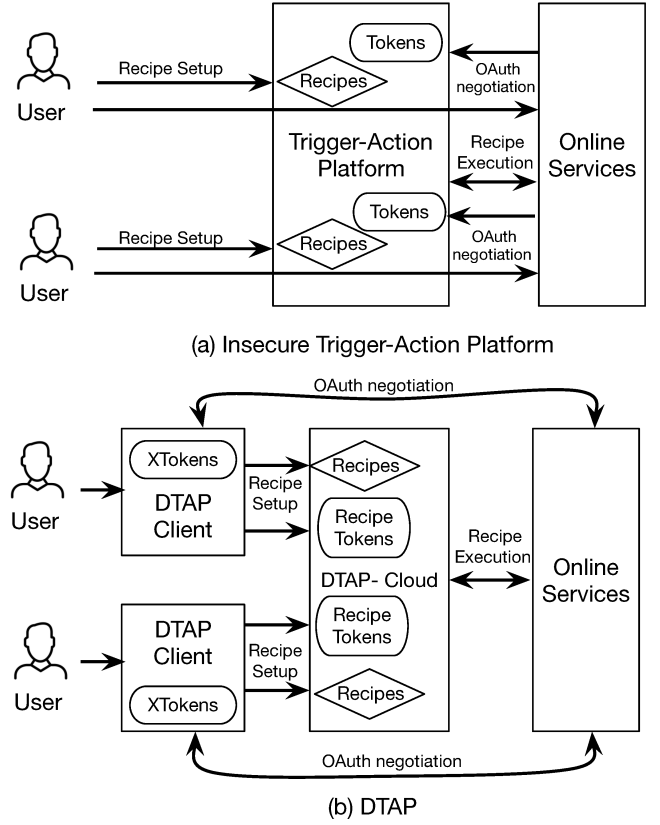 Tokens
Recipe Setup
Recipes
OAuth
negotiation
User
Trigger-Action
Platform
Recipe
Execution
Online
Services
Tokens
Recipe Setup
Recipes
OAuth
negotiation
User
(a) Insecure Trigger-Action Platform
OAuth negotiation
XTokens
Recipes
Recipe
Setup
DTAP
Client
User
Recipe
Tokens
Recipe
Execution
DTAP- Cloud
Online
Services
DTAP
Client
Recipe
Tokens
Recipe
Setup
User
XTokens
Recipes
OAuth negotiation
(b) DTAP